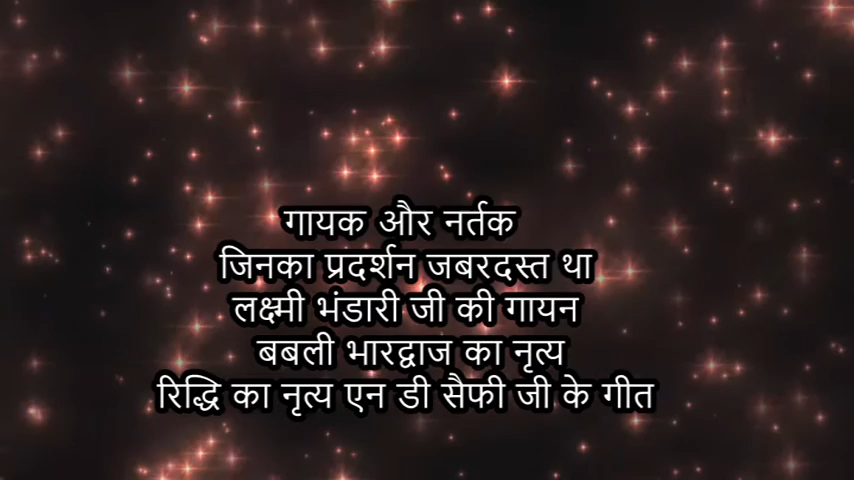 गायक और नर्तक
जिनका प्रदर्शन जबरदस्त था
लक्ष्मी भंडारी जी की गायन
बबली भारद्वाज का नृत्य
रिद्धि का नृत्य एन डी सैफी जी के गीत